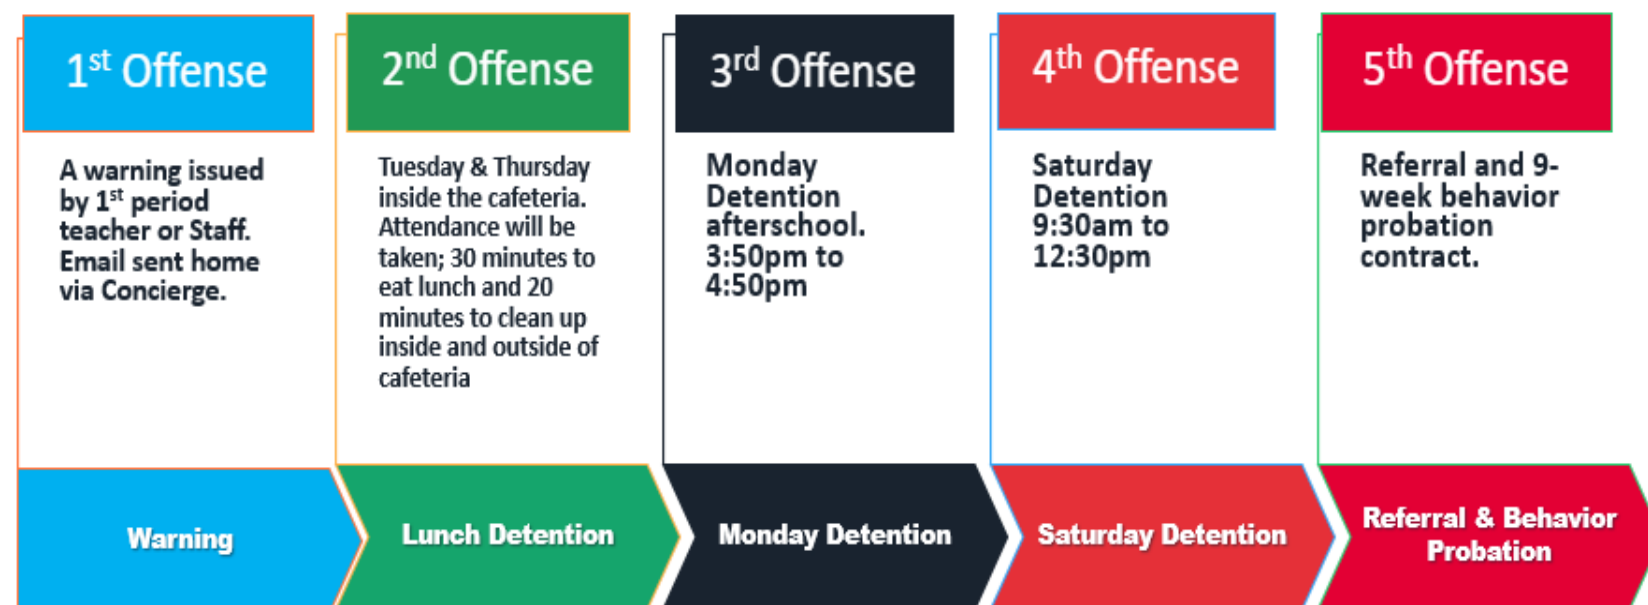 1st Offense
A warning issued
by 1st period
teacher or Staff.
Email sent home
via Concierge.
Warning
2nd Offense
Tuesday & Thursday
inside the cafeteria.
Attendance will be
taken; 30 minutes to
eat lunch and 20
minutes to clean up
inside and outside of
cafeteria
Lunch Detention
3rd Offense
Monday
Detention
afterschool.
3:50pm to
4:50pm
Monday Detention
4th Offense
Saturday
Detention
9:30am to
12:30pm
Saturday Detention
5th Offense
Referral and 9-
week behavior
probation
contract.
Referral & Behavior
Probation